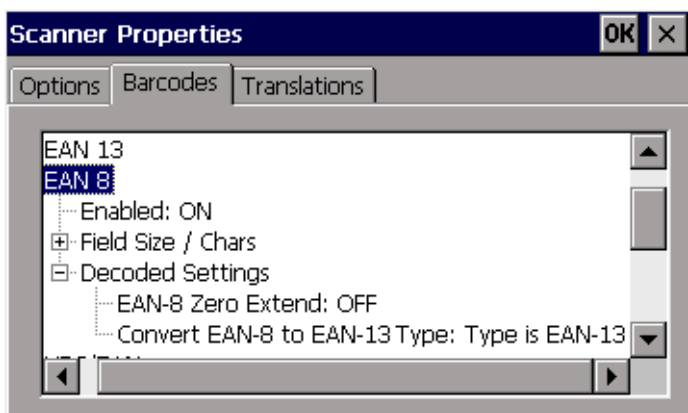 Scanner Properties OK ×
Options Barcodes Translations
EAN 13
EAN 8
Enabled: ON
Field Size / Chars
Decoded Settings
EAN-8 Zero Extend: OFF
Convert EAN-8 to EAN-13 Type: Type is EAN-13